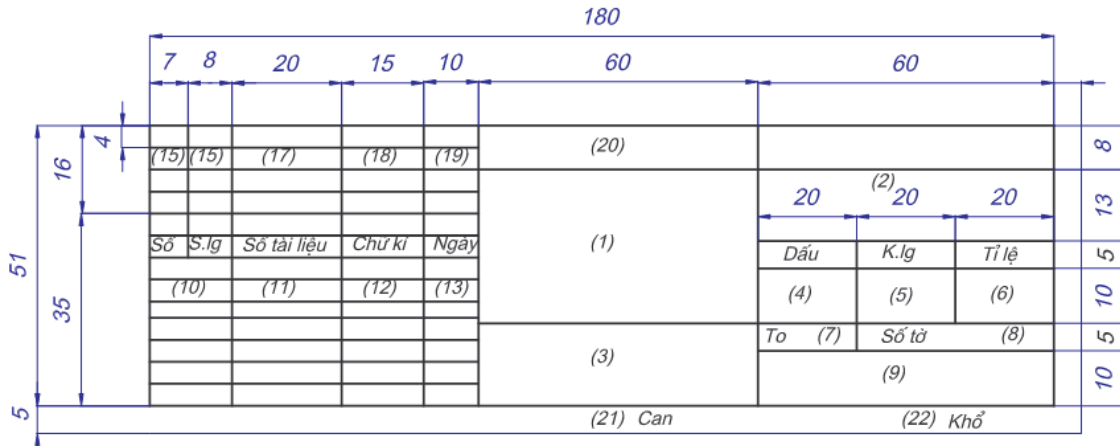 180
7 8 20 15 10 60 60
4
(15) (15) (17) (18) (19) (20) 8
16
(2)
20 20 20 13
Số S.lg Số tài liệu Chữ kí Ngày (1) Dấu K.lg Tỉ lệ 5
51
(10) (11) (12) (13) (4) (5) (6) 10
35
To (7) Số tờ (8) 5
(3) (9) 10
5 (21) Can (22) Khổ